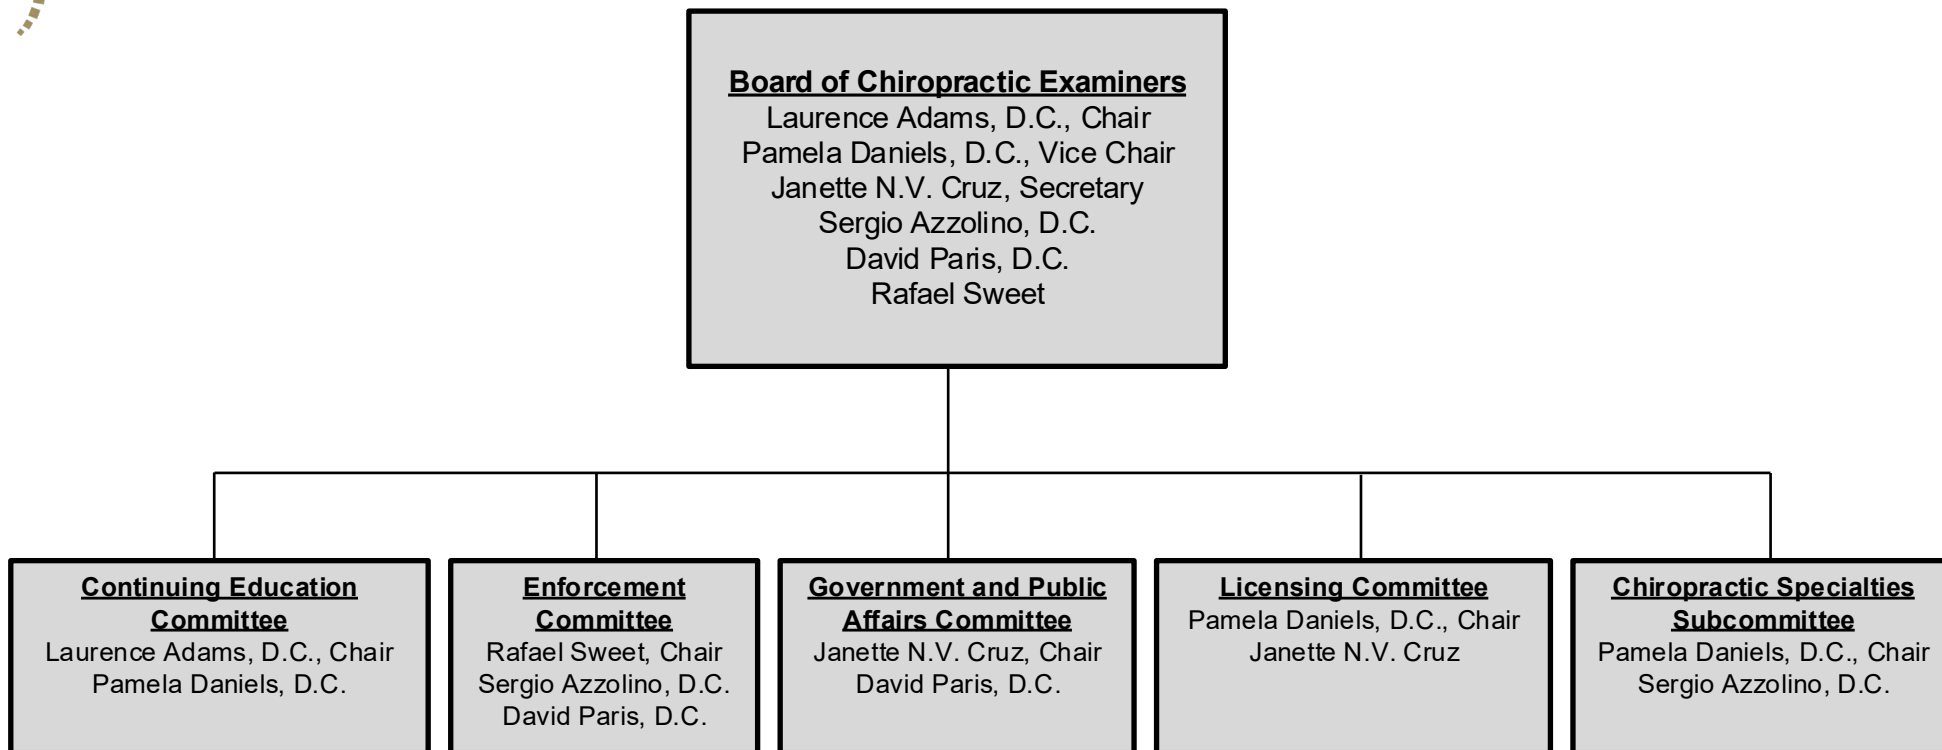 Board of Chiropractic Examiners
Laurence Adams, D.C., Chair
Pamela Daniels, D.C., Vice Chair
Janette N.V. Cruz, Secretary
Sergio Azzolino, D.C.
David Paris, D.C.
Rafael Sweet
Continuing Education
Committee
Laurence Adams, D.C., Chair
Pamela Daniels, D.C.
Enforcement
Committee
Rafael Sweet, Chair
Sergio Azzolino, D.C.
David Paris, D.C.
Government and Public
Affairs Committee
Janette N.V. Cruz, Chair
David Paris, D.C.
Licensing Committee
Pamela Daniels, D.C., Chair
Janette N.V. Cruz
Chiropractic Specialties
Subcommittee
Pamela Daniels, D.C., Chair
Sergio Azzolino, D.C.